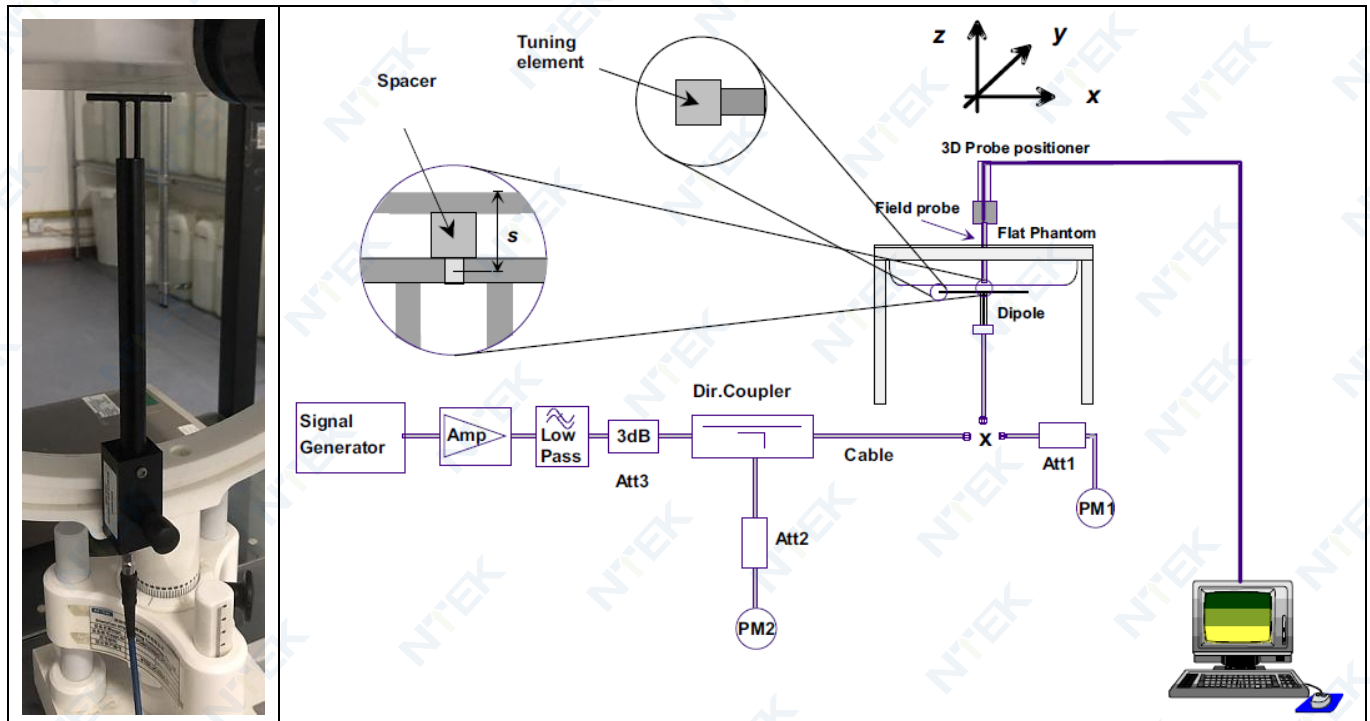 Tuning
element
Spacer
z
y
x
3D Probe positioner
Field probe
Flat Phantom
s
Dipole
Dir.Coupler
Signal
Generator
Amp
Low
Pass
3dB
Att3
Cable
X
Att1
PM1
Att2
PM2
NTEK